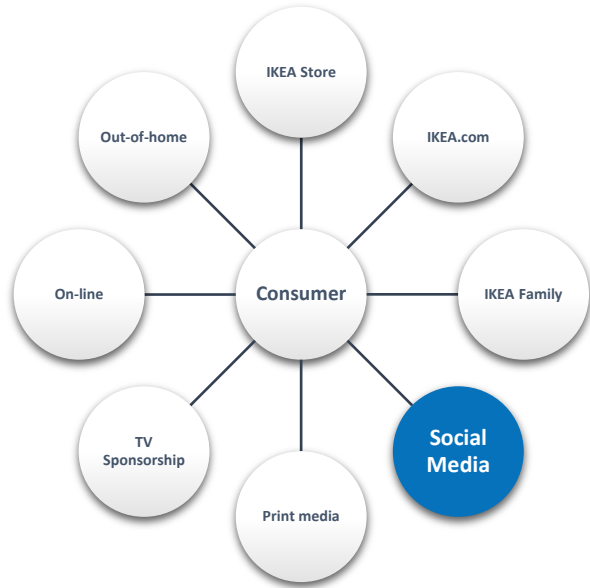 IKEA Store
Out-of-home
IKEA.com
On-line
Consumer
IKEA Family
TV
Sponsorship
Social
Media
Print media